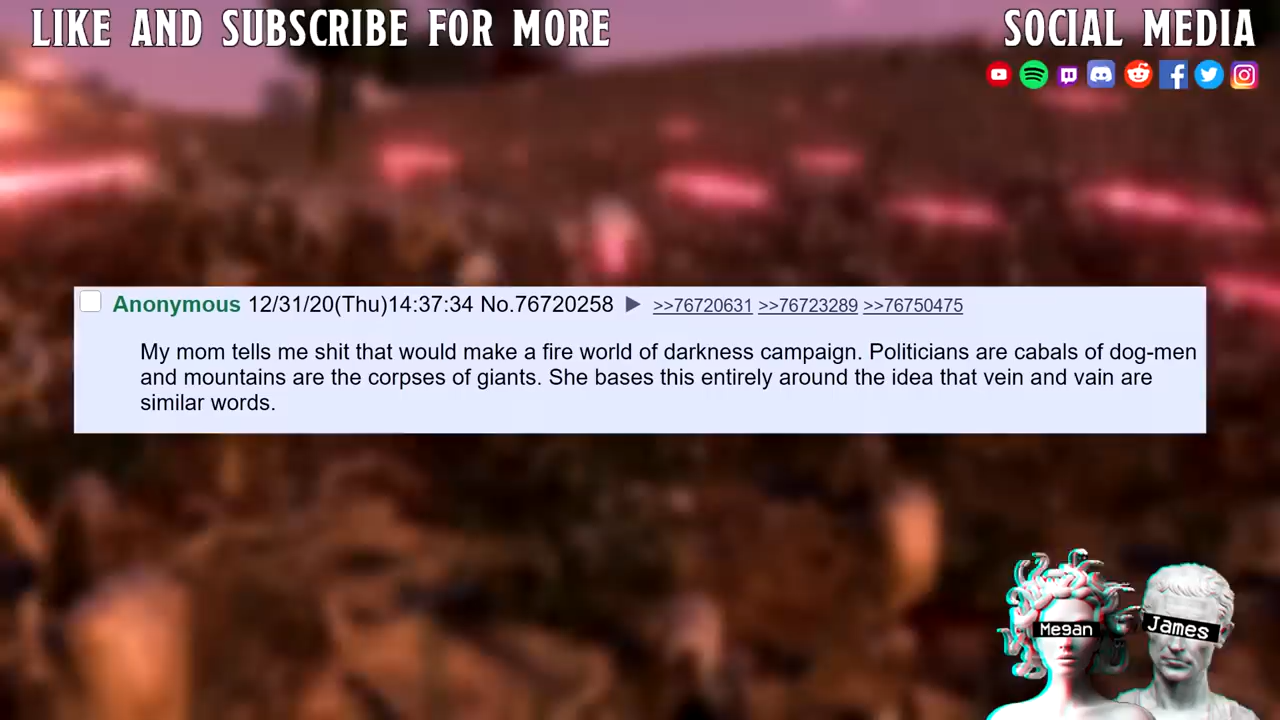 LIKE AND SUBSCRIBE FOR MORE
SOCIAL MEDIA
Anonymous 12/31/20(Thu)14:37:34 No.76720258 ▶ >>76720631 >>76723289 >>76750475
My mom tells me shit that would make a fire world of darkness campaign. Politicians are cabals of dog-men
and mountains are the corpses of giants. She bases this entirely around the idea that vein and vain are
similar words.
Megan
James